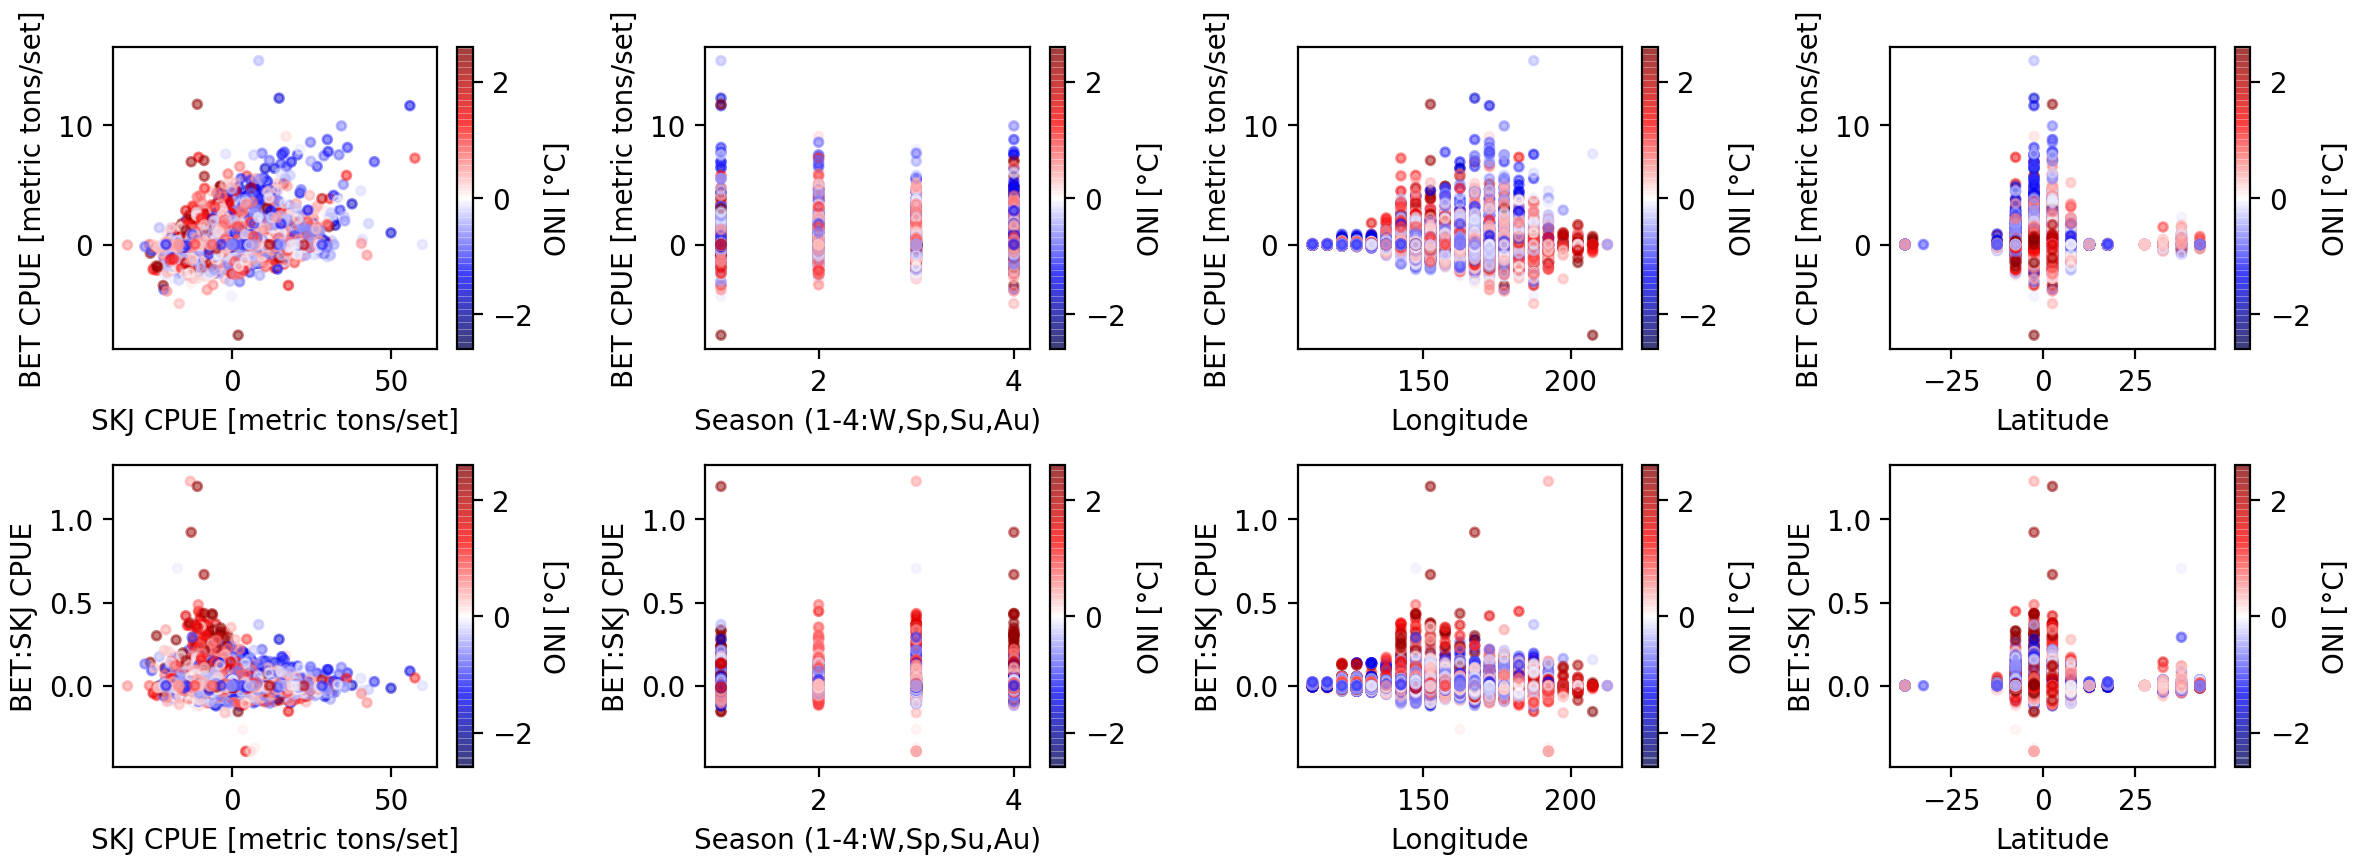 BET CPUE [metric tons/set]
10
0
0
50
SKJ CPUE [metric tons/set]
2
0
−2
ONI [°C]
BET CPUE [metric tons/set]
10
0
2
4
Season (1-4:W,Sp,Su,Au)
2
0
−2
ONI [°C]
BET CPUE [metric tons/set]
10
0
150
200
Longitude
2
0
−2
ONI [°C]
BET CPUE [metric tons/set]
10
0
−25
0
25
Latitude
2
0
−2
ONI [°C]
BET:SKJ CPUE
1.0
0.5
0.0
0
50
SKJ CPUE [metric tons/set]
2
0
−2
ONI [°C]
BET:SKJ CPUE
1.0
0.5
0.0
2
4
Season (1-4:W,Sp,Su,Au)
2
0
−2
ONI [°C]
BET:SKJ CPUE
1.0
0.5
0.0
150
200
Longitude
2
0
−2
ONI [°C]
BET:SKJ CPUE
1.0
0.5
0.0
−25
0
25
Latitude
2
0
−2
ONI [°C]